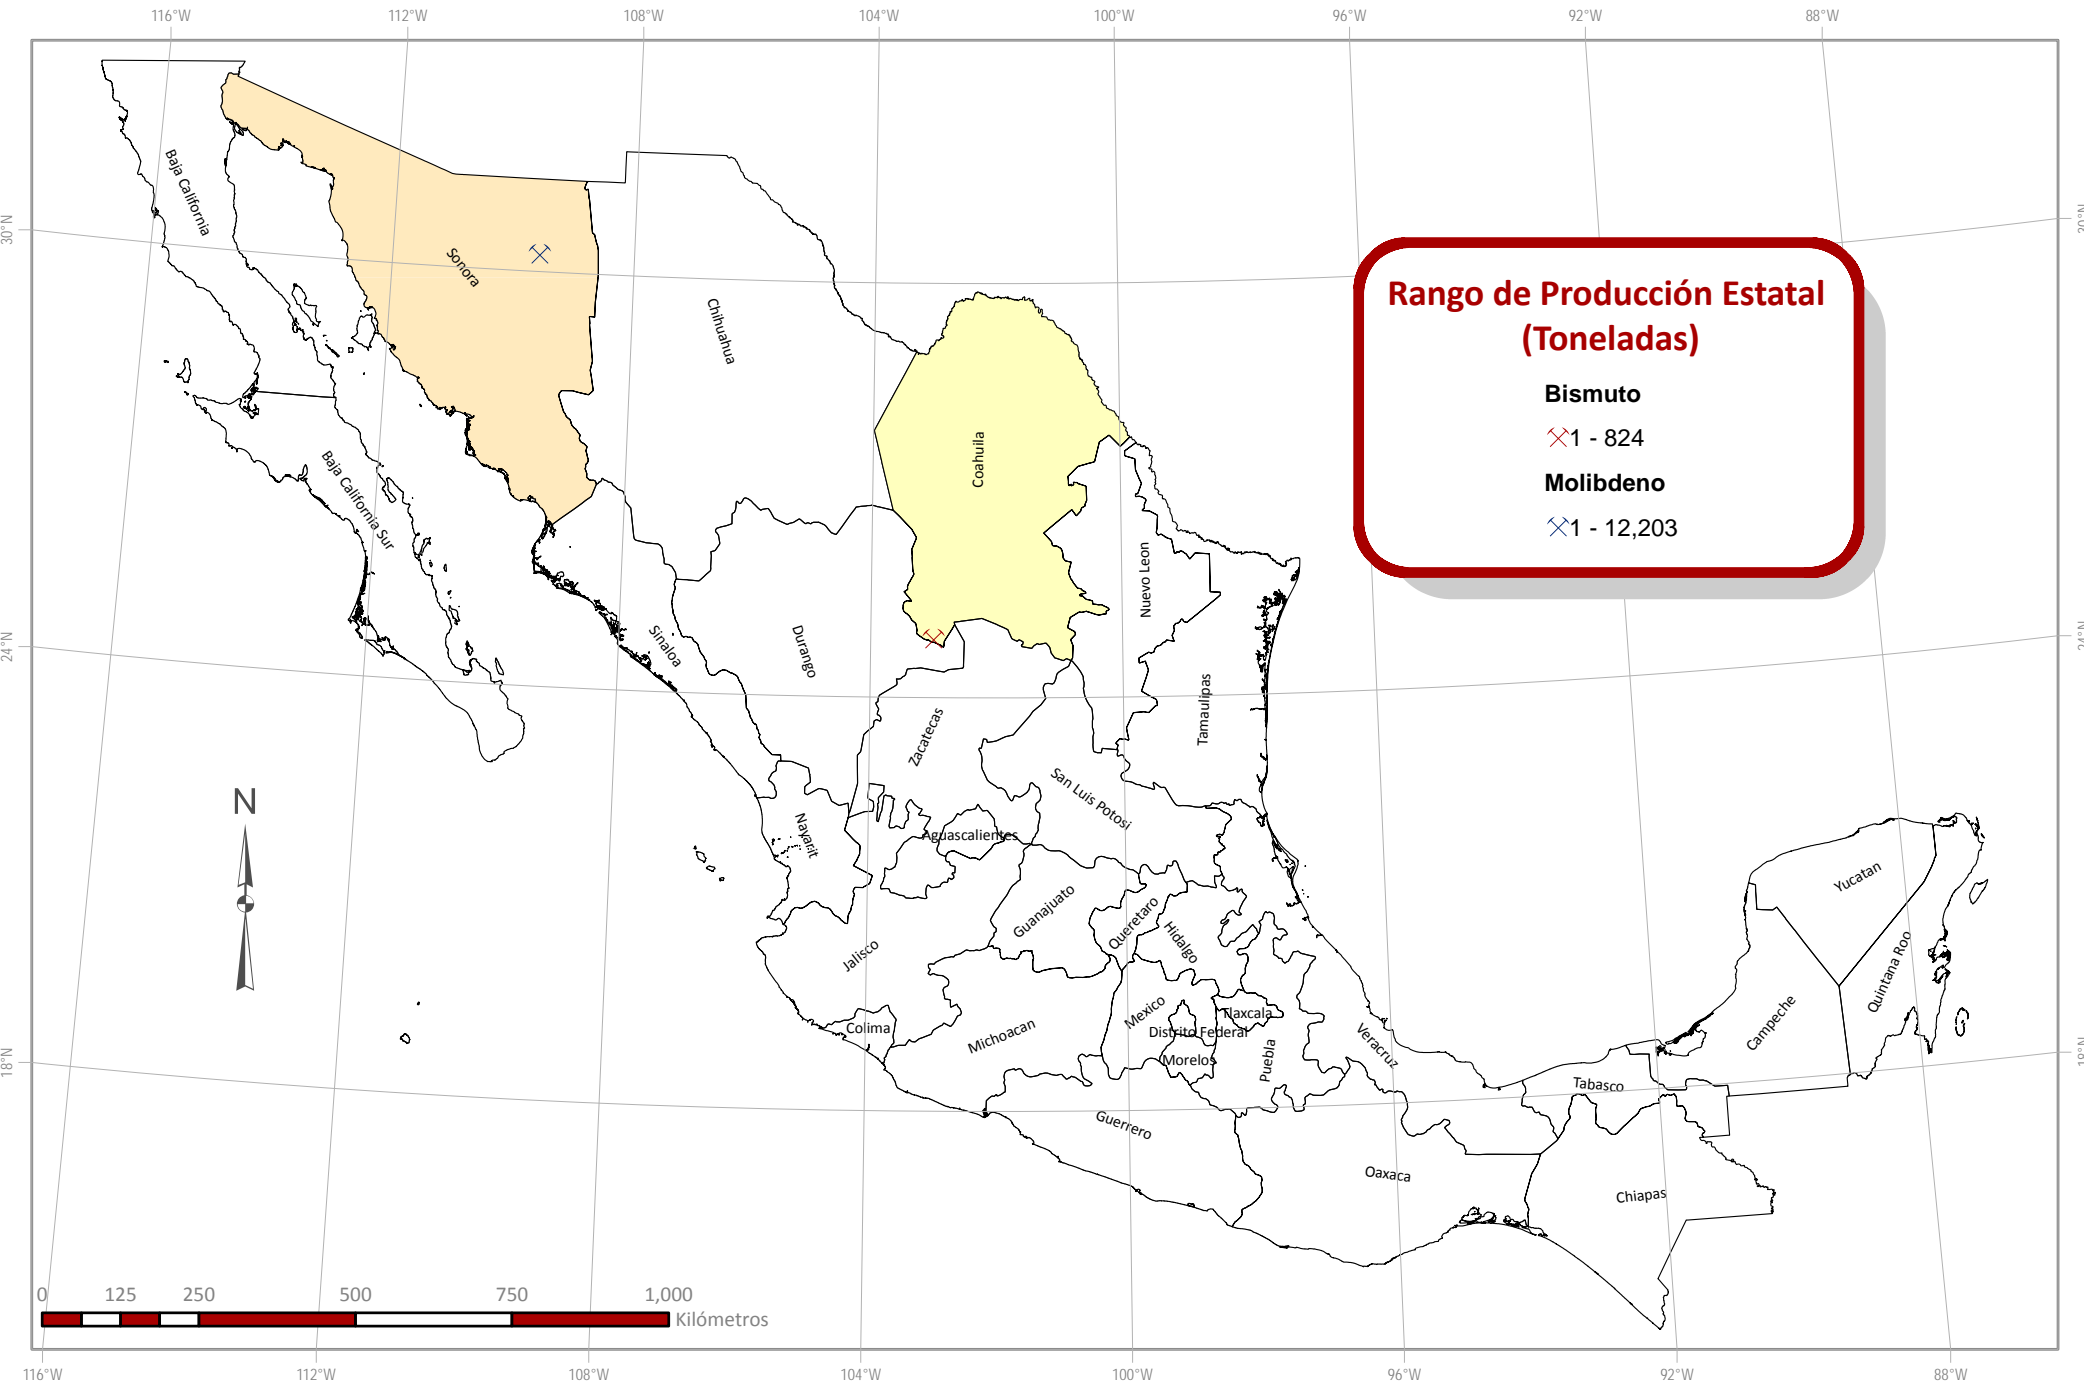 116°W 112°W 108°W 104°W 100°W 96°W 92°W 88°W
30°N
30°N
24°N
24°N
18°N
18°N
Baja California
Sonora
Chihuahua
Coahuila
Baja California Sur
Nuevo Leon
Sinaloa
Durango
Tamaulipas
Zacatecas
San Luis Potosi
Nayarit
Aguascalientes
Guanajuato
Queretaro
Hidalgo
Jalisco
Yucatan
Quintana Roo
Campeche
Colima
Michoacan
Mexico
Tlaxcala
Distrito Federal
Morelos
Puebla
Veracruz
Tabasco
Guerrero
Oaxaca
Chiapas
Rango de Producción Estatal
(Toneladas)
Bismuto
1 - 824
Molibdeno
1 - 12,203
N
0 125 250 500 750 1,000
Kilómetros
116°W 112°W 108°W 104°W 100°W 96°W 92°W 88°W